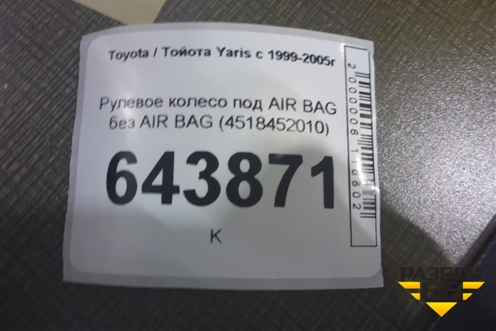 Toyota / Тойота Yaris с 1999-2005г
Рулевое колесо под AIR BAG
без AIR BAG (4518452010)
643871
К